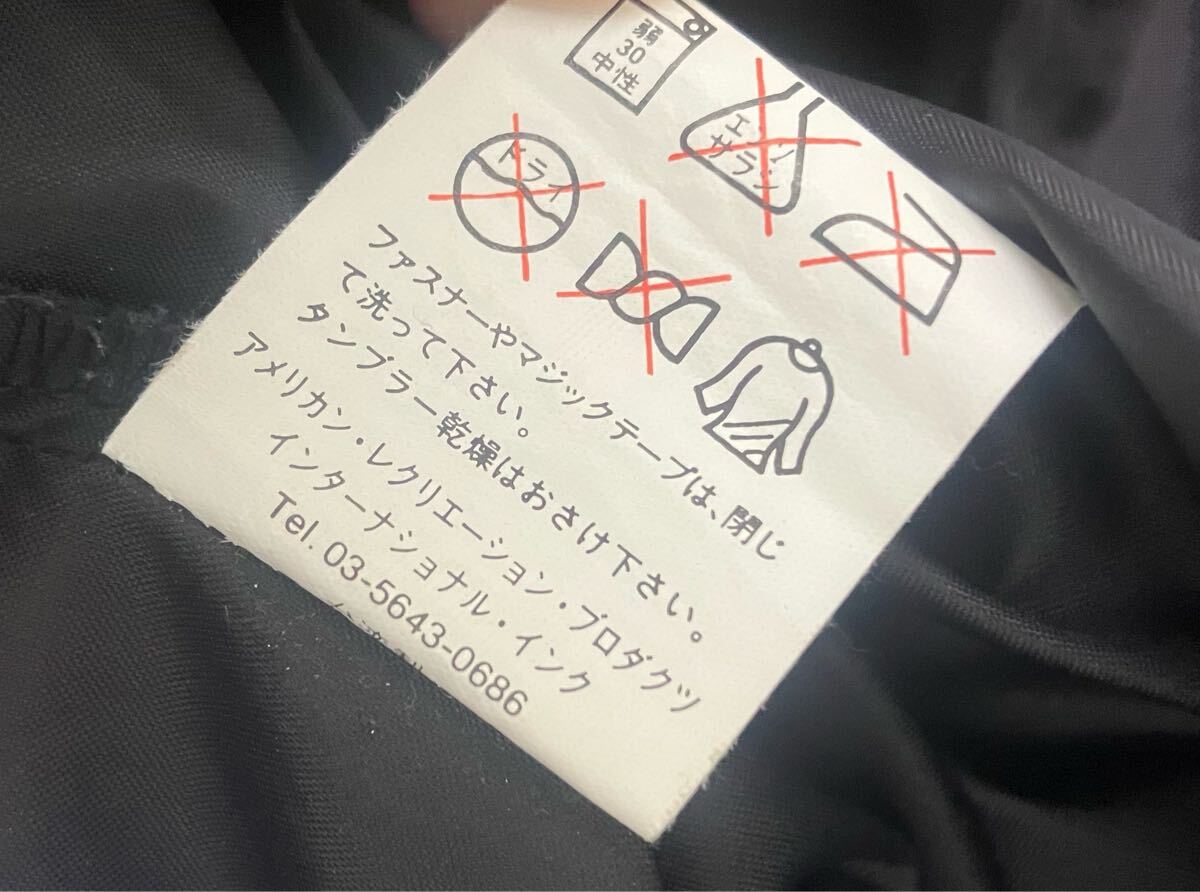 弱
30
中性
エンソ
サラシ
ドライ
ファスナーやマジックテープは、閉じ
て洗って下さい。
タンブラー乾燥はおさけ下さい。
アメリカン・レクリエーション・プロダクツ
インターナショナル・インク
Tel. 03-5643-0686